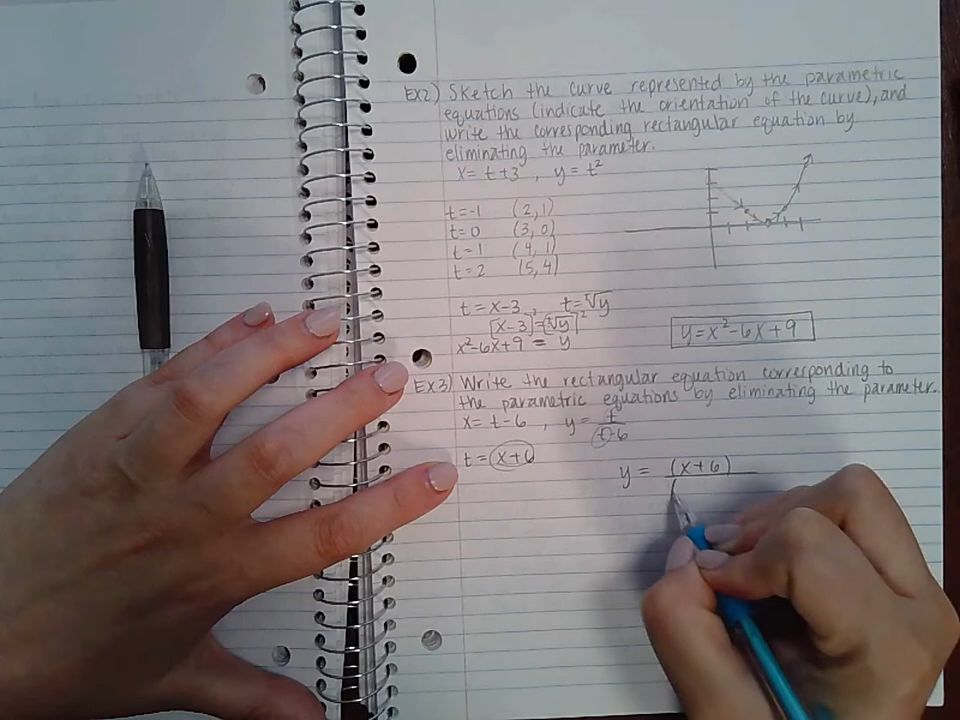 Ex2) Sketch the curve represented by the parametric
equations (indicate the orientation of the curve), and
write the corresponding rectangular equation by
eliminating the parameter.
x = t+3 , y = t²
t=-1 (2,1)
t=0 (3,0)
t=1 (4,1)
t=2 (5,4)
t = x-3 t = ²√y
[x-3]² = [²√y]²
x²-6x+9 = y
y = x²-6x+9
Ex3) Write the rectangular equation corresponding to
the parametric equations by eliminating the parameter.
x = t-6 , y = t/(t-6)
t = (x+6)
y = (x+6)
(